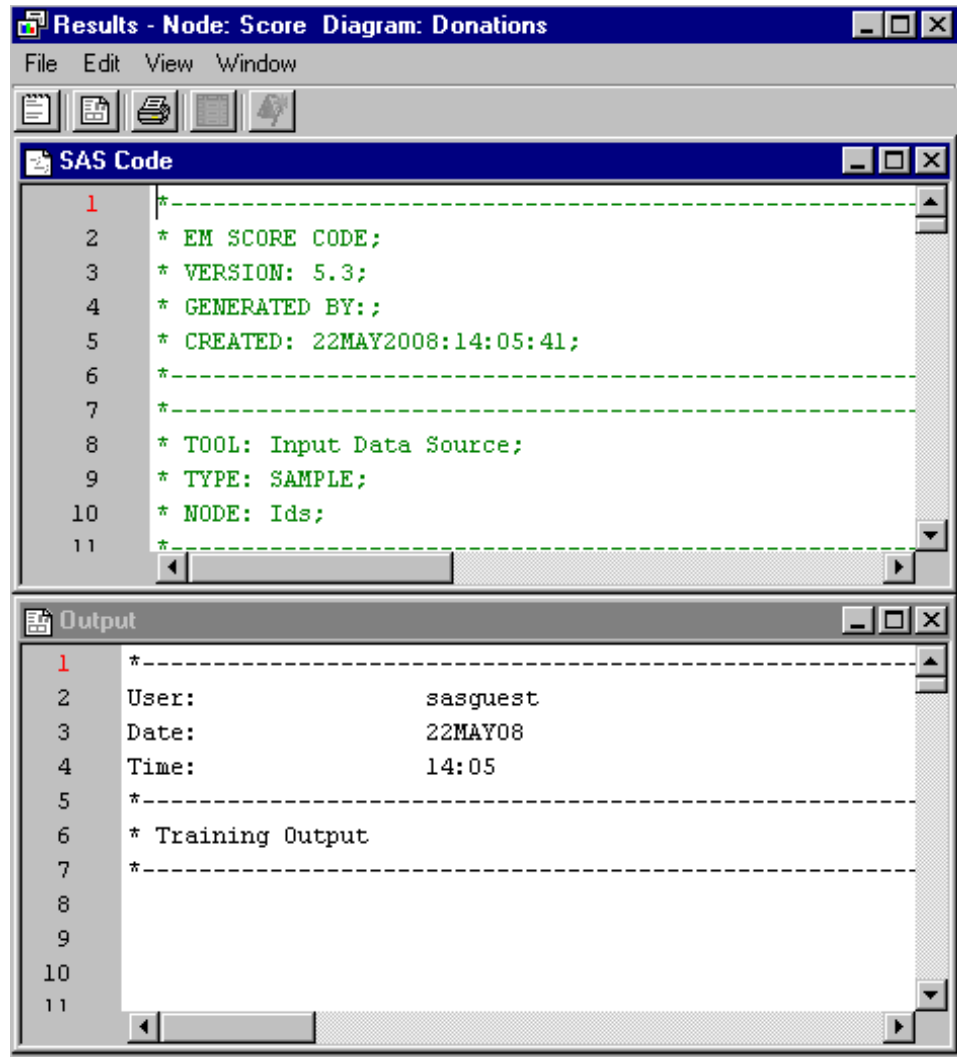 Results - Node: Score Diagram: Donations
File Edit View Window
SAS Code
1 *------------------------------------------------------
2 * EM SCORE CODE;
3 * VERSION: 5.3;
4 * GENERATED BY:;
5 * CREATED: 22MAY2008:14:05:41;
6 *------------------------------------------------------
7 *------------------------------------------------------
8 * TOOL: Input Data Source;
9 * TYPE: SAMPLE;
10 * NODE: Ids;
11 *------------------------------------------------------
Output
1 *--------------------------------------------------------
2 User: sasguest
3 Date: 22MAY08
4 Time: 14:05
5 *--------------------------------------------------------
6 * Training Output
7 *--------------------------------------------------------
8
9
10
11